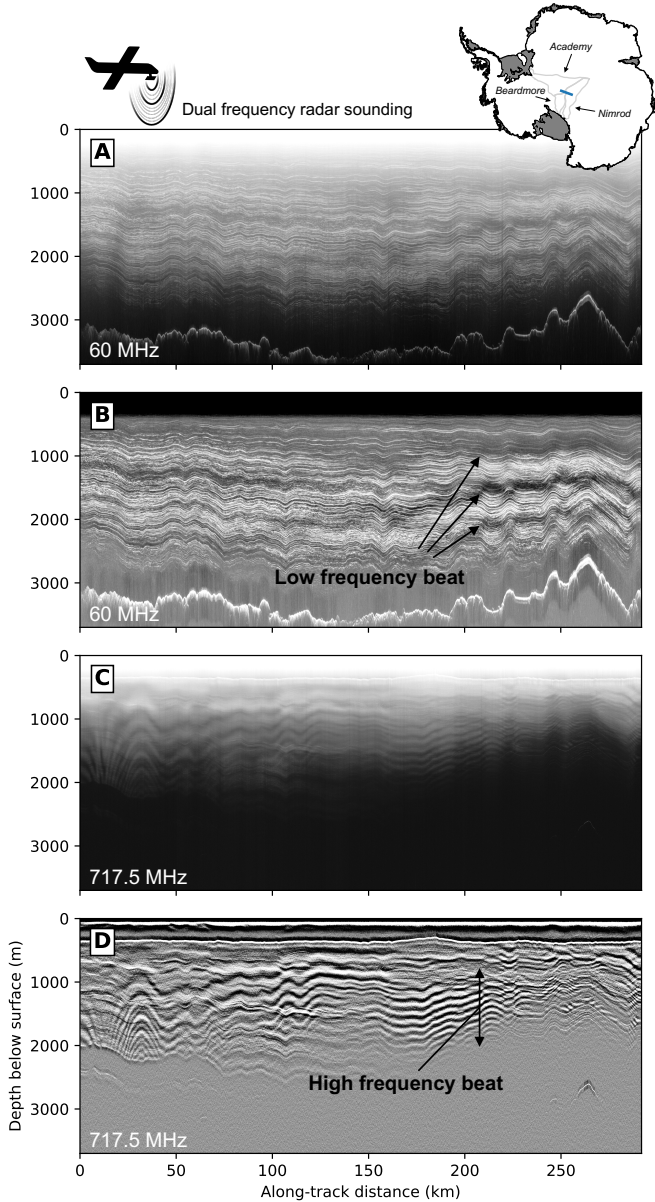 Academy
Beardmore
Nimrod
Dual frequency radar sounding
0
A
1000
2000
3000
60 MHz
0
B
1000
2000
Low frequency beat
3000
60 MHz
0
C
1000
2000
3000
717.5 MHz
0
D
1000
2000
High frequency beat
3000
717.5 MHz
Depth below surface (m)
0 50 100 150 200 250
Along-track distance (km)